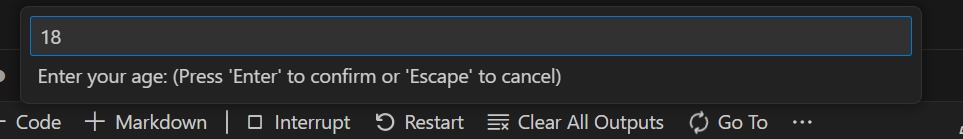 18
Enter your age: (Press 'Enter' to confirm or 'Escape' to cancel)
Code + Markdown | Interrupt Restart Clear All Outputs Go To ...